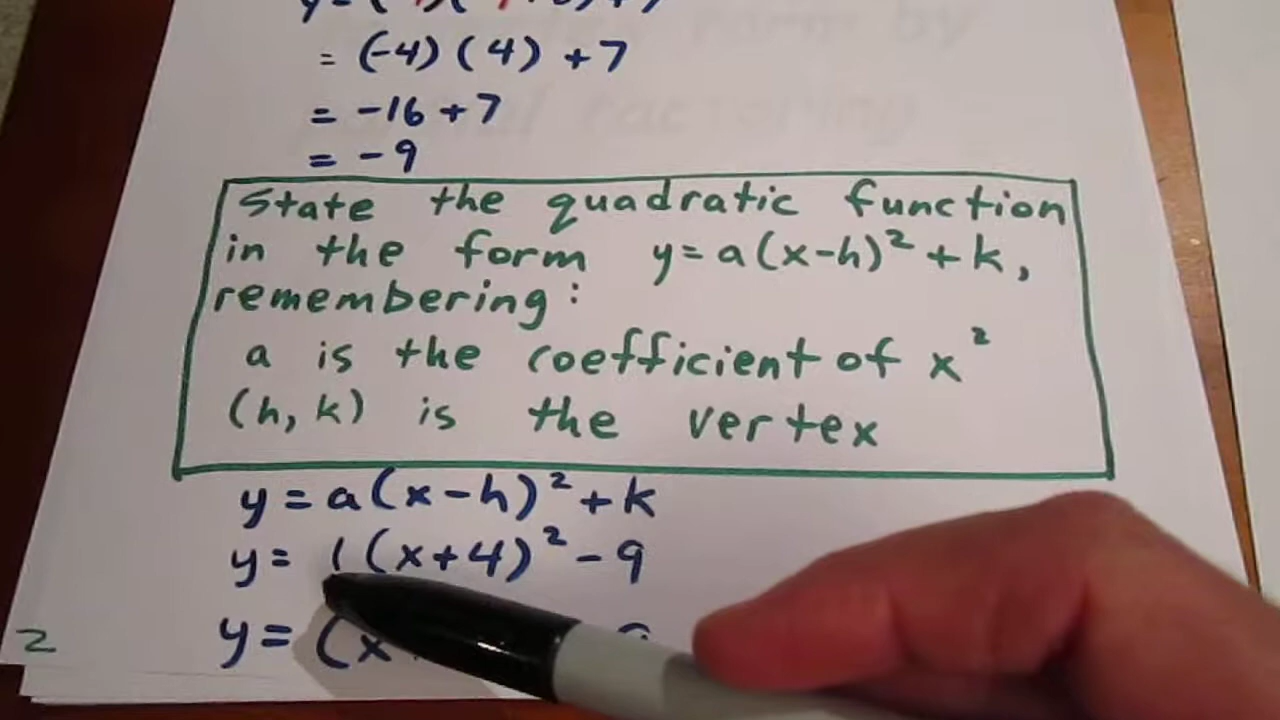 = (-4) (4) + 7
= -16 + 7
= -9
State the quadratic function
in the form y = a(x-h)² + k,
remembering:
a is the coefficient of x²
(h, k) is the vertex
y = a(x-h)² + k
y = 1(x+4)² - 9
y = (x
2